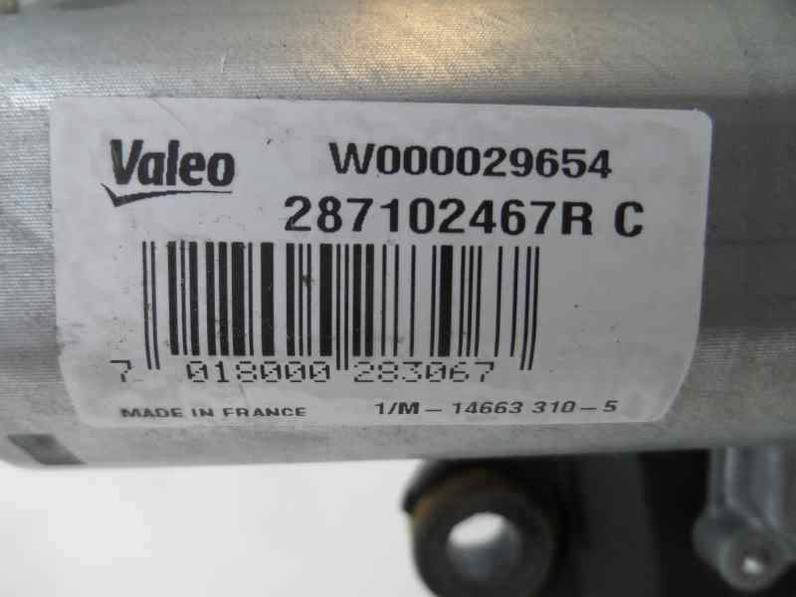 Valeo W000029654
287102467R C
7 018000 283067
MADE IN FRANCE 1/M - 14663 310 - 5